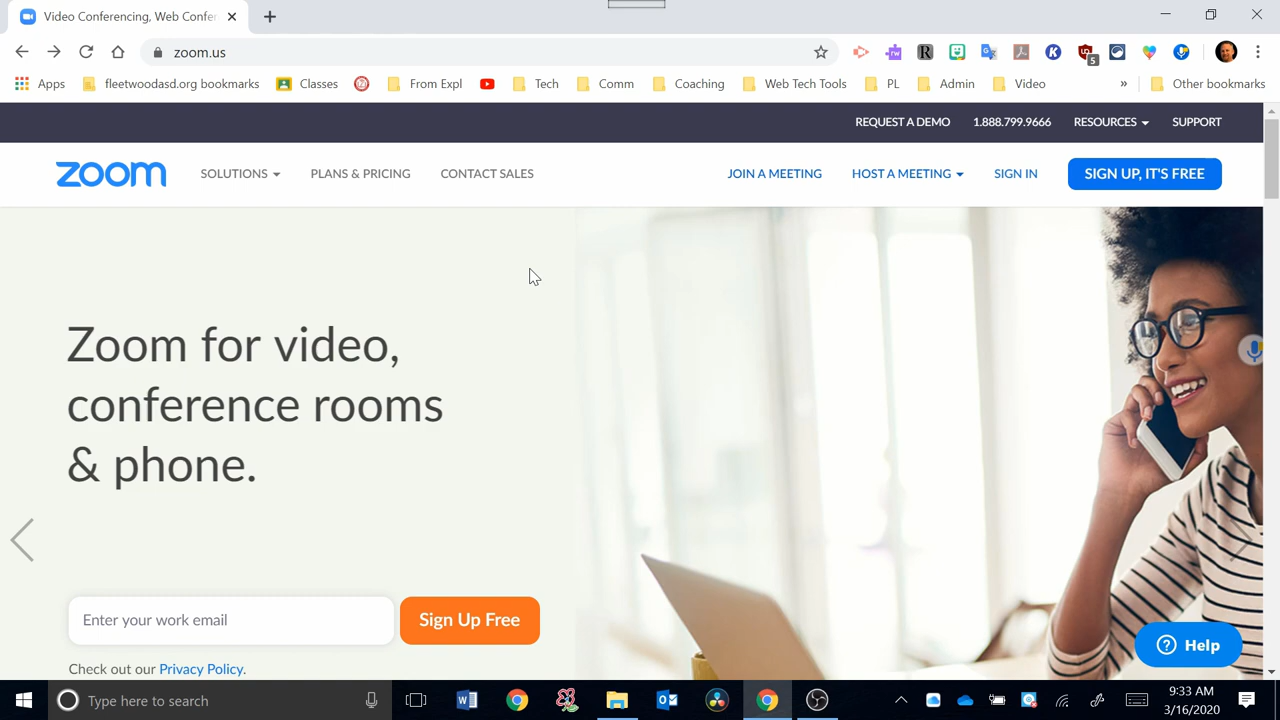 Video Conferencing, Web Confer
zoom.us
5
Apps fleetwoodasd.org bookmarks Classes From Expl Tech Comm Coaching Web Tech Tools PL Admin Video » Other bookmarks
REQUEST A DEMO 1.888.799.9666 RESOURCES SUPPORT
zoom SOLUTIONS PLANS & PRICING CONTACT SALES JOIN A MEETING HOST A MEETING SIGN IN SIGN UP, IT'S FREE
Zoom for video,
conference rooms
& phone.
Enter your work email Sign Up Free
Help
Check out our Privacy Policy.
Type here to search
9:33 AM
3/16/2020